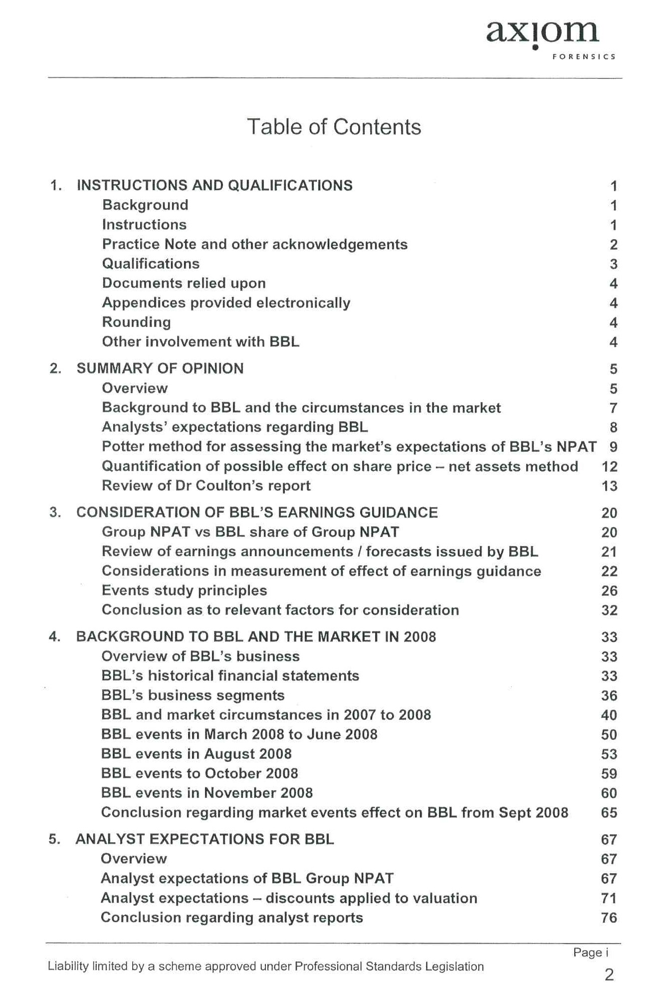 axiom
FORENSICS
Table of Contents
1. INSTRUCTIONS AND QUALIFICATIONS 1
Background 1
Instructions 1
Practice Note and other acknowledgements 2
Qualifications 3
Documents relied upon 4
Appendices provided electronically 4
Rounding 4
Other involvement with BBL 4
2. SUMMARY OF OPINION 5
Overview 5
Background to BBL and the circumstances in the market 7
Analysts’ expectations regarding BBL 8
Potter method for assessing the market’s expectations of BBL’s NPAT 9
Quantification of possible effect on share price – net assets method 12
Review of Dr Coulton’s report 13
3. CONSIDERATION OF BBL’S EARNINGS GUIDANCE 20
Group NPAT vs BBL share of Group NPAT 20
Review of earnings announcements / forecasts issued by BBL 21
Considerations in measurement of effect of earnings guidance 22
Events study principles 26
Conclusion as to relevant factors for consideration 32
4. BACKGROUND TO BBL AND THE MARKET IN 2008 33
Overview of BBL’s business 33
BBL’s historical financial statements 33
BBL’s business segments 36
BBL and market circumstances in 2007 to 2008 40
BBL events in March 2008 to June 2008 50
BBL events in August 2008 53
BBL events to October 2008 59
BBL events in November 2008 60
Conclusion regarding market events effect on BBL from Sept 2008 65
5. ANALYST EXPECTATIONS FOR BBL 67
Overview 67
Analyst expectations of BBL Group NPAT 67
Analyst expectations – discounts applied to valuation 71
Conclusion regarding analyst reports 76
Page i
Liability limited by a scheme approved under Professional Standards Legislation
2